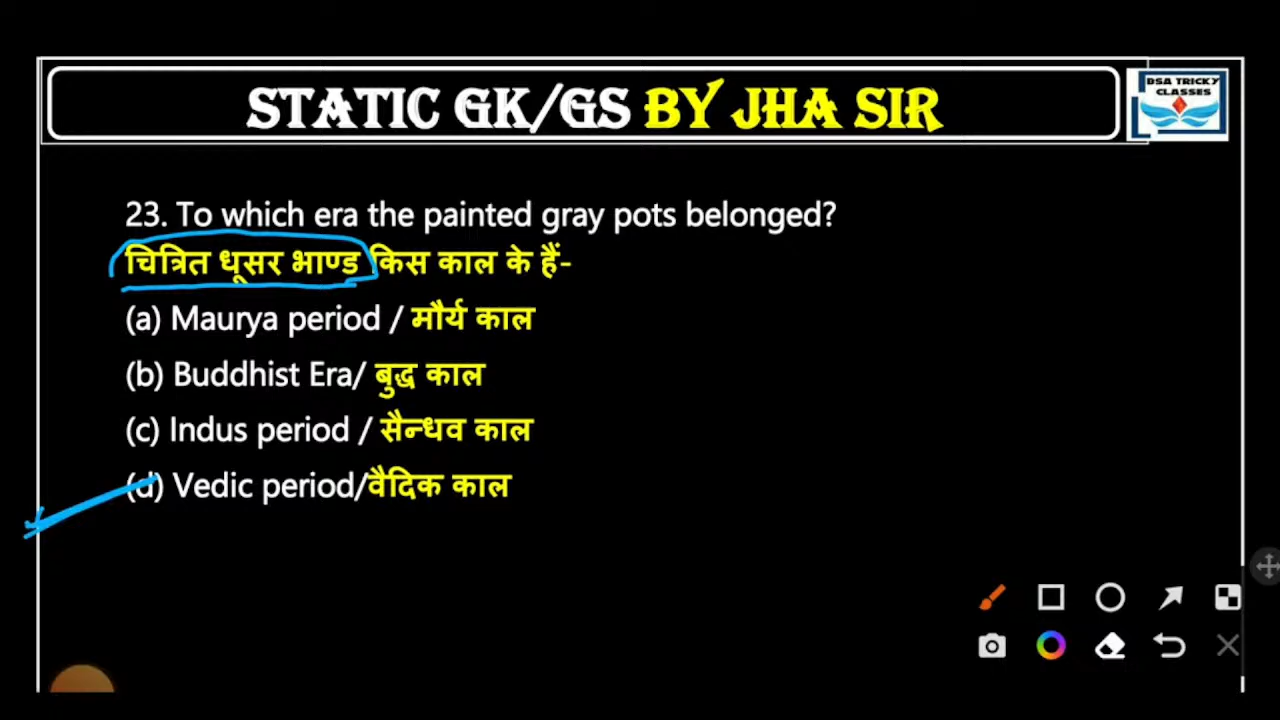 STATIC GK/GS BY JHA SIR
DSA TRICKY
CLASSES
23. To which era the painted gray pots belonged?
चित्रित धूसर भाण्ड किस काल के हैं-
(a) Maurya period / मौर्य काल
(b) Buddhist Era/ बुद्ध काल
(c) Indus period / सैन्धव काल
(d) Vedic period/वैदिक काल